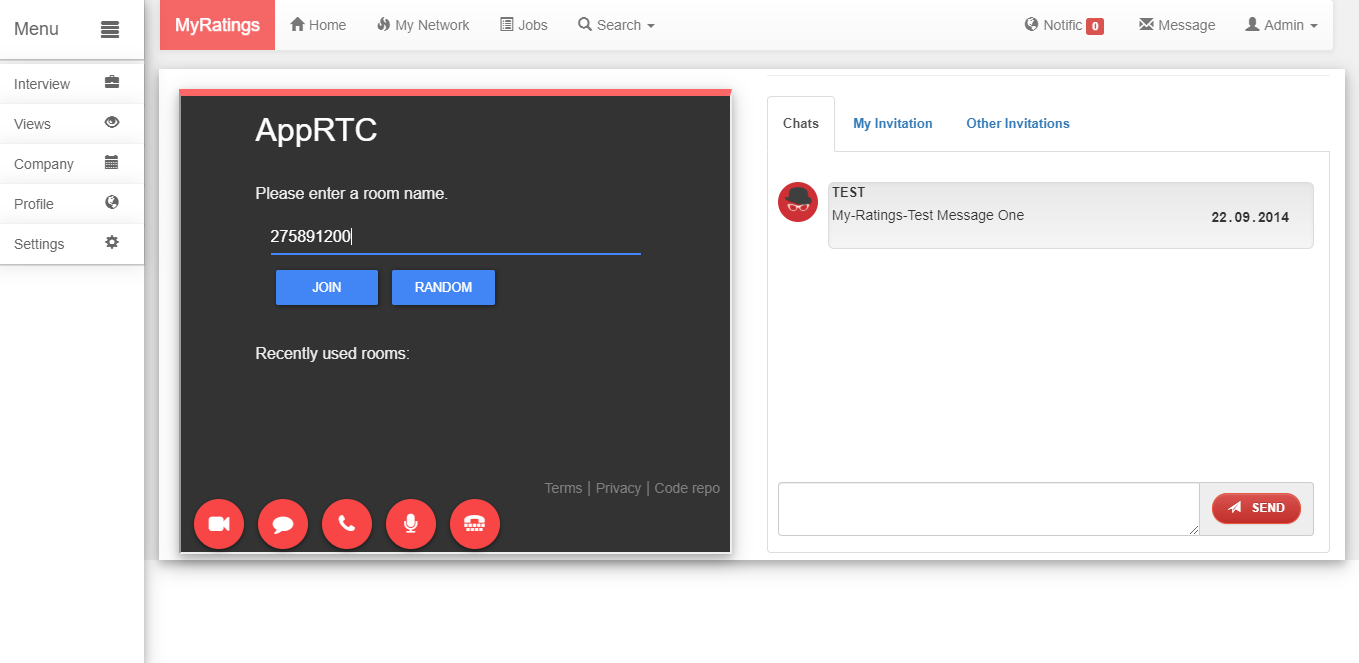 Menu
Interview
Views
Company
Profile
Settings
MyRatings
Home
My Network
Jobs
Search
Notific 0
Message
Admin
AppRTC
Please enter a room name.
275891200
JOIN
RANDOM
Recently used rooms:
Terms | Privacy | Code repo
Chats
My Invitation
Other Invitations
TEST
My-Ratings-Test Message One
22.09.2014
SEND